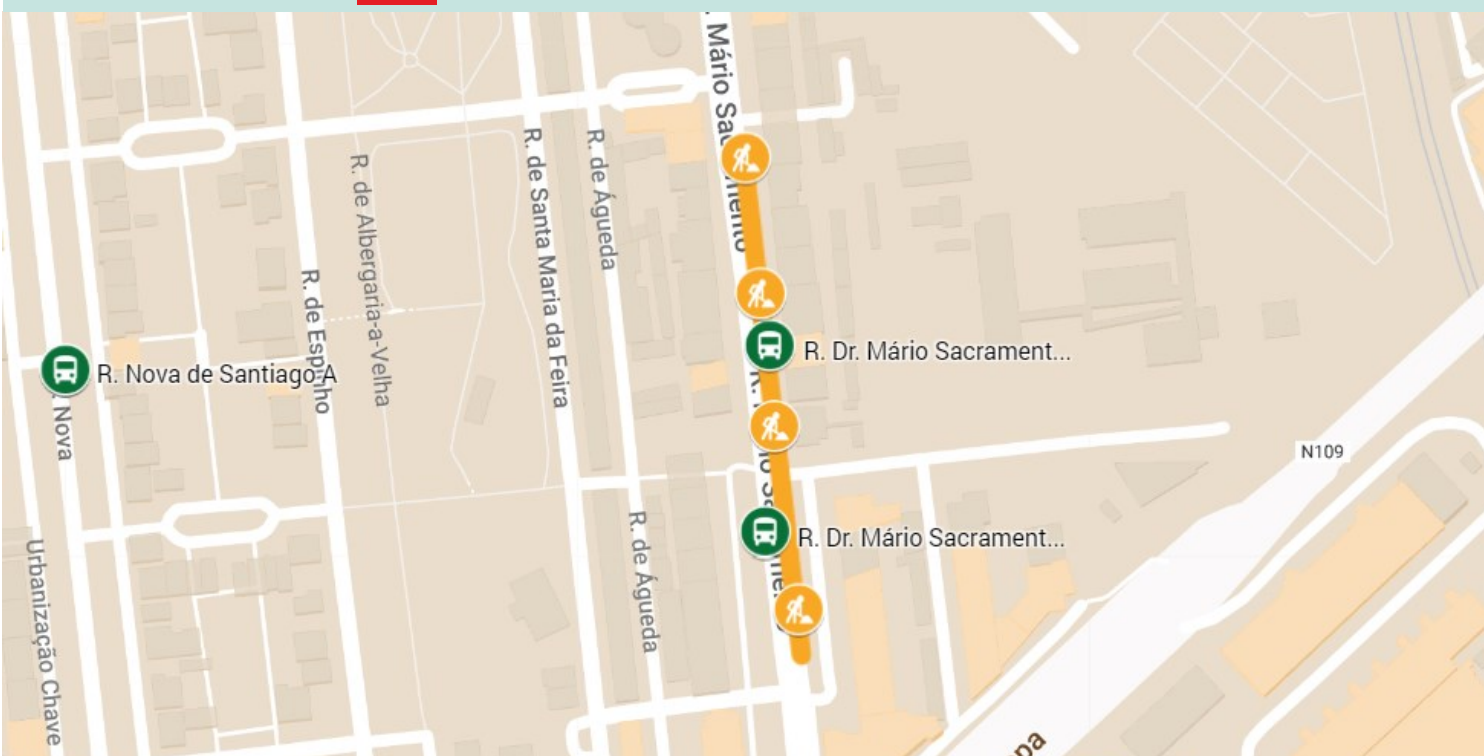 R. Mário Sacramento
R. de Santa Maria da Feira
R. de Águeda
R. de Albergaria-a-Velha
R. de Espinho
R. Dr. Mário Sacrament...
R. Nova de Santiago A
Nova
N109
R. Dr. Mário Sacrament...
R. de Águeda
Urbanização Chave
pa